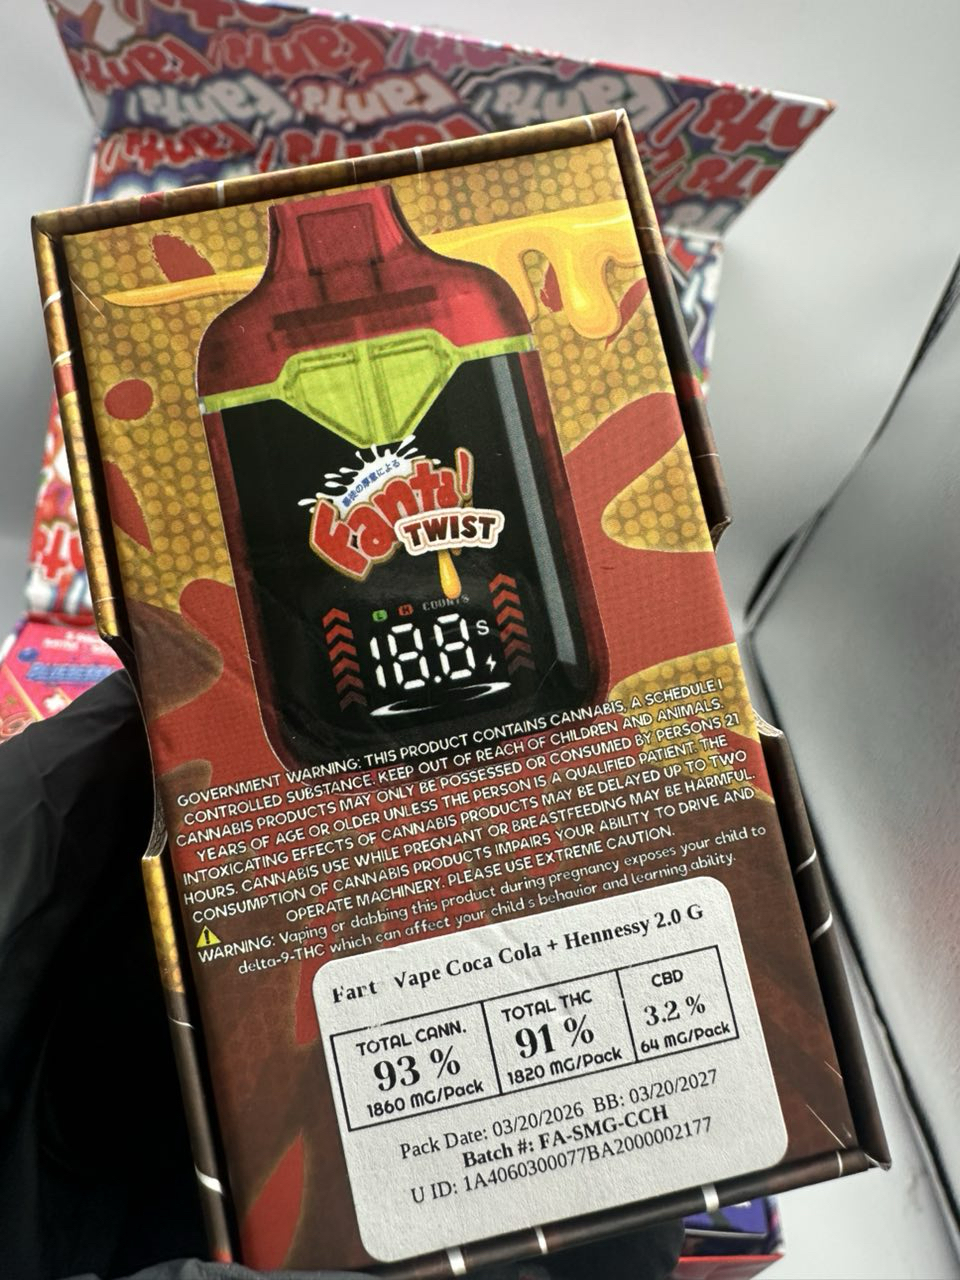 Fanta!
TWIST
COUNTS
18.8 S
GOVERNMENT WARNING: THIS PRODUCT CONTAINS CANNABIS, A SCHEDULE I
CONTROLLED SUBSTANCE. KEEP OUT OF REACH OF CHILDREN AND ANIMALS.
CANNABIS PRODUCTS MAY ONLY BE POSSESSED OR CONSUMED BY PERSONS 21
YEARS OF AGE OR OLDER UNLESS THE PERSON IS A QUALIFIED PATIENT. THE
INTOXICATING EFFECTS OF CANNABIS PRODUCTS MAY BE DELAYED UP TO TWO
HOURS. CANNABIS USE WHILE PREGNANT OR BREASTFEEDING MAY BE HARMFUL.
CONSUMPTION OF CANNABIS PRODUCTS IMPAIRS YOUR ABILITY TO DRIVE AND
OPERATE MACHINERY. PLEASE USE EXTREME CAUTION.
WARNING: Vaping or dabbing this product during pregnancy exposes your child to
delta-9-THC which can affect your child s behavior and learning.ability.
Vape Coca Cola + Hennessy 2.0 G
TOTAL CANN.
93 %
1860 MG/Pack
TOTAL THC
91 %
1820 MG/Pack
CBD
3.2 %
64 MG/Pack
Pack Date: 03/20/2026 BB: 03/20/2027
Batch #: FA-SMG-CCH
U ID: 1A4060300077BA2000002177
BLUEBERRY